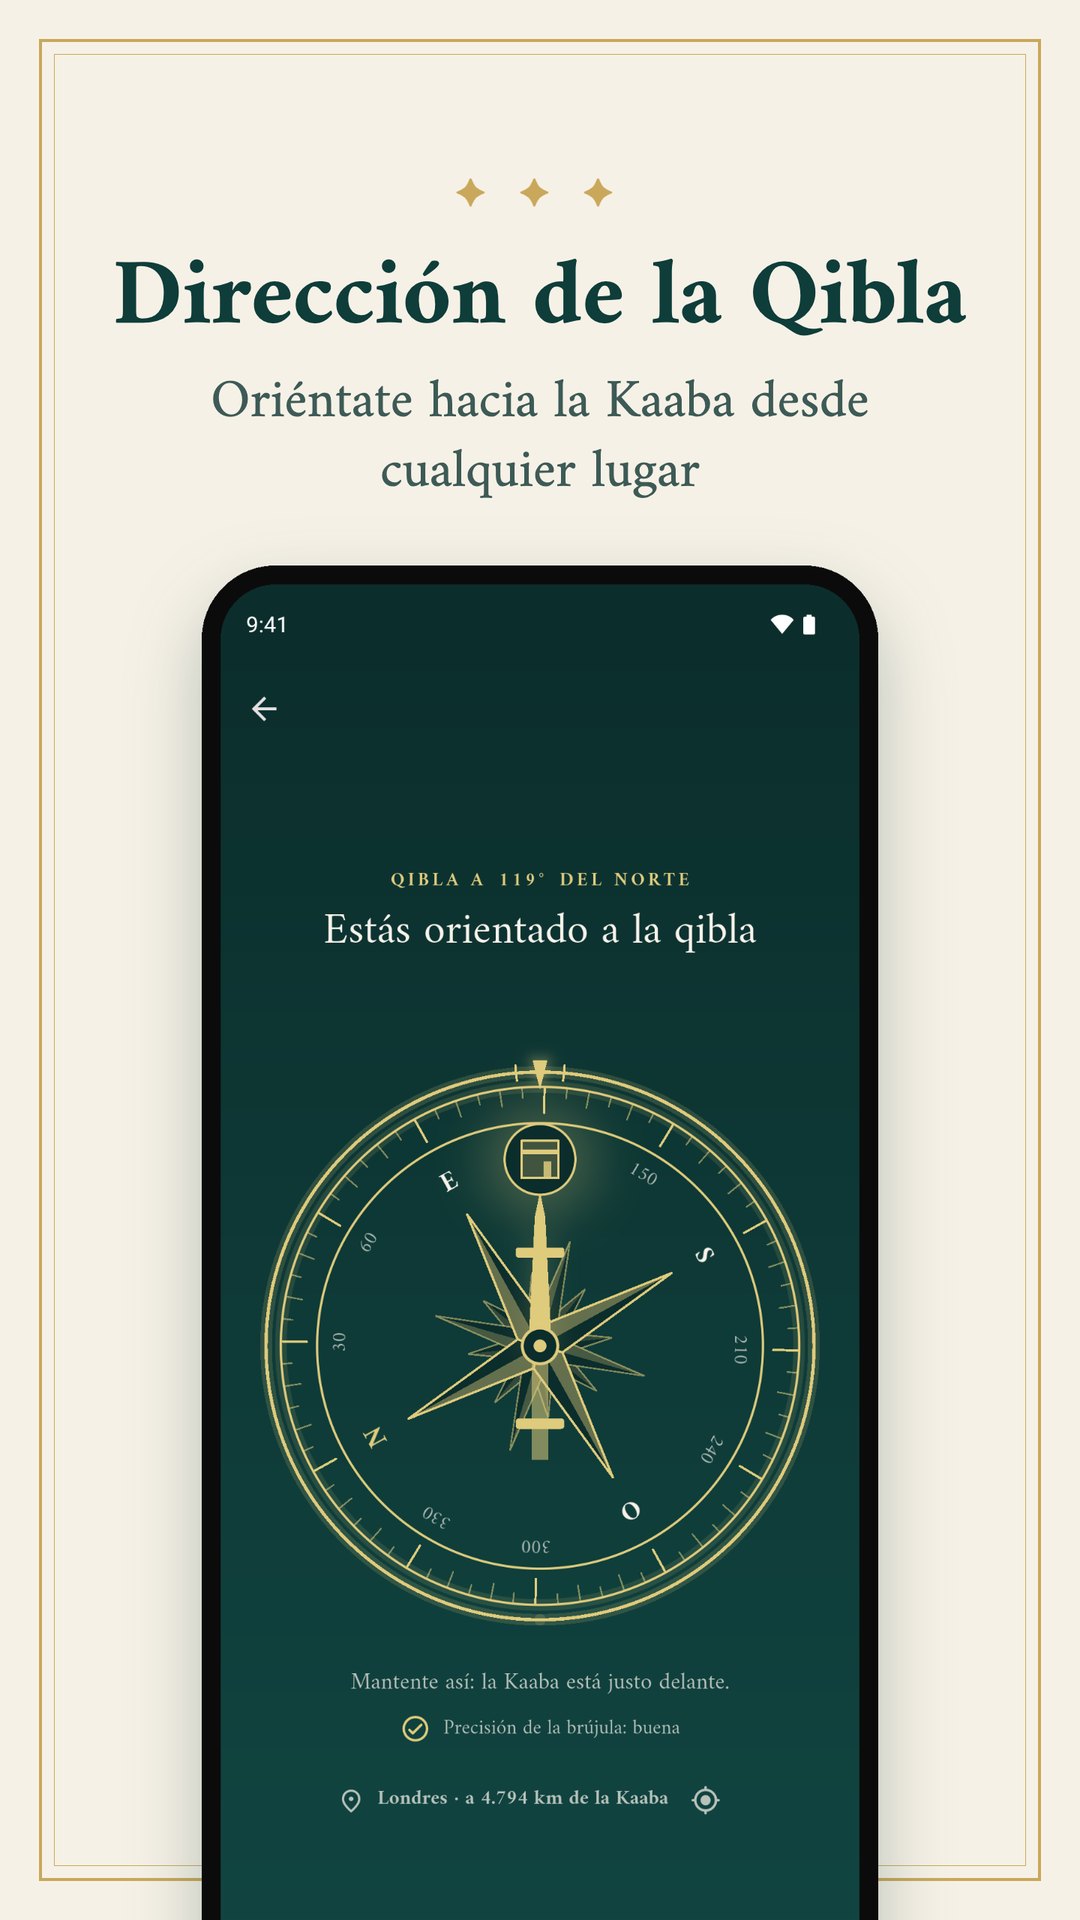 Dirección de la Qibla
Oriéntate hacia la Kaaba desde
cualquier lugar
9:41
QIBLA A 119° DEL NORTE
Estás orientado a la qibla
E
150
60
S
30
210
N
240
330
O
300
Mantente así: la Kaaba está justo delante.
Precisión de la brújula: buena
Londres · a 4.794 km de la Kaaba